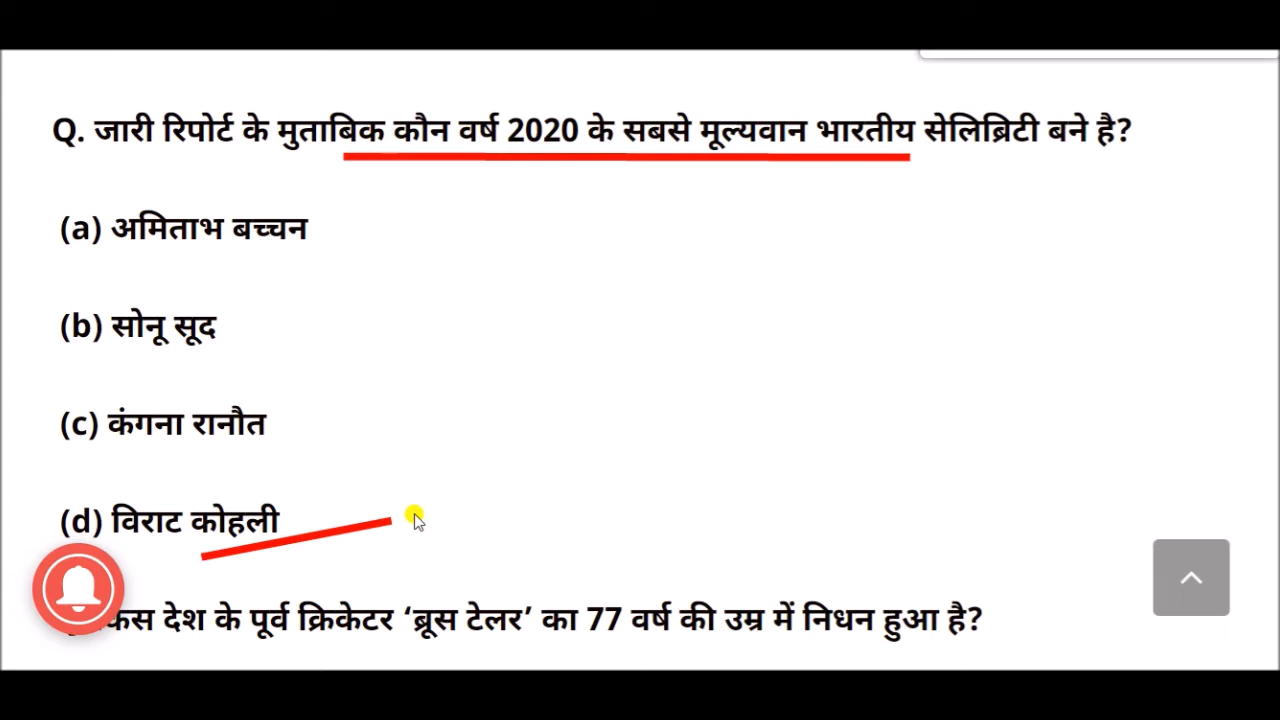 Q. जारी रिपोर्ट के मुताबिक कौन वर्ष 2020 के सबसे मूल्यवान भारतीय सेलिब्रिटी बने है?
(a) अमिताभ बच्चन
(b) सोनू सूद
(c) कंगना रानौत
(d) विराट कोहली
देश के पूर्व क्रिकेटर ‘ब्रूस टेलर’ का 77 वर्ष की उम्र में निधन हुआ है?